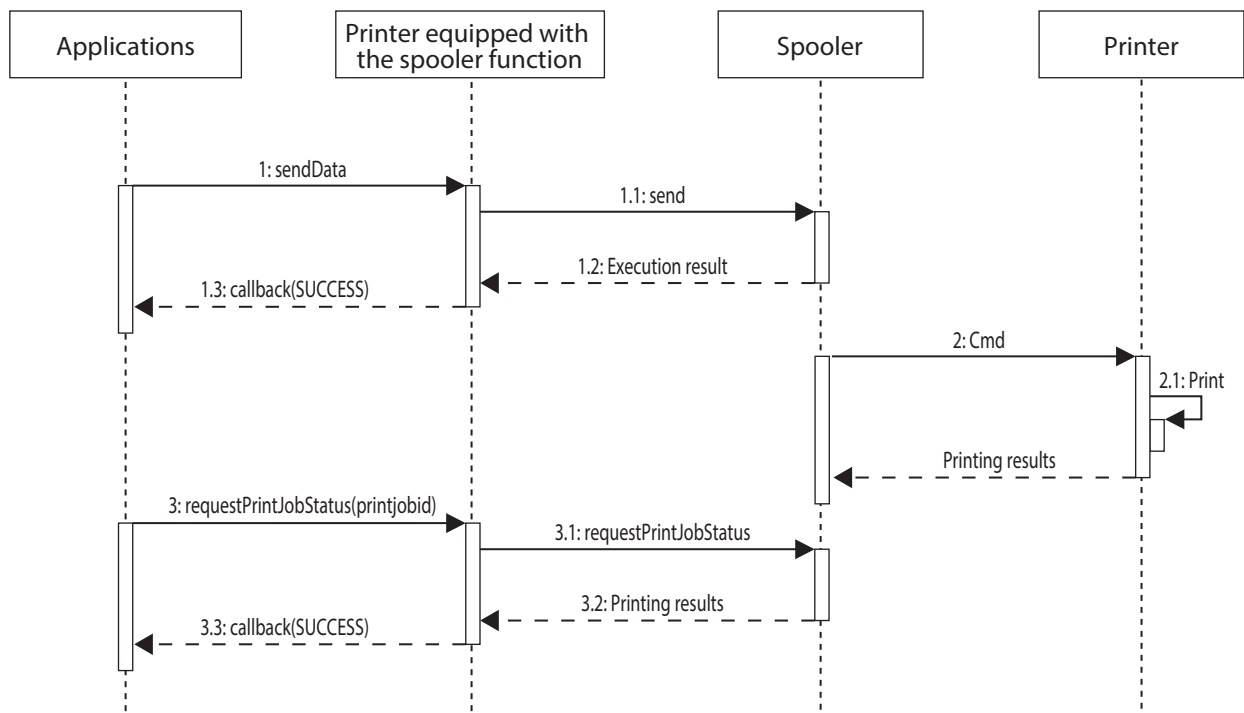 Applications
Printer equipped with
the spooler function
Spooler
Printer
1: sendData
1.1: send
1.2: Execution result
1.3: callback(SUCCESS)
2: Cmd
2.1: Print
Printing results
3: requestPrintJobStatus(printjobid)
3.1: requestPrintJobStatus
3.2: Printing results
3.3: callback(SUCCESS)